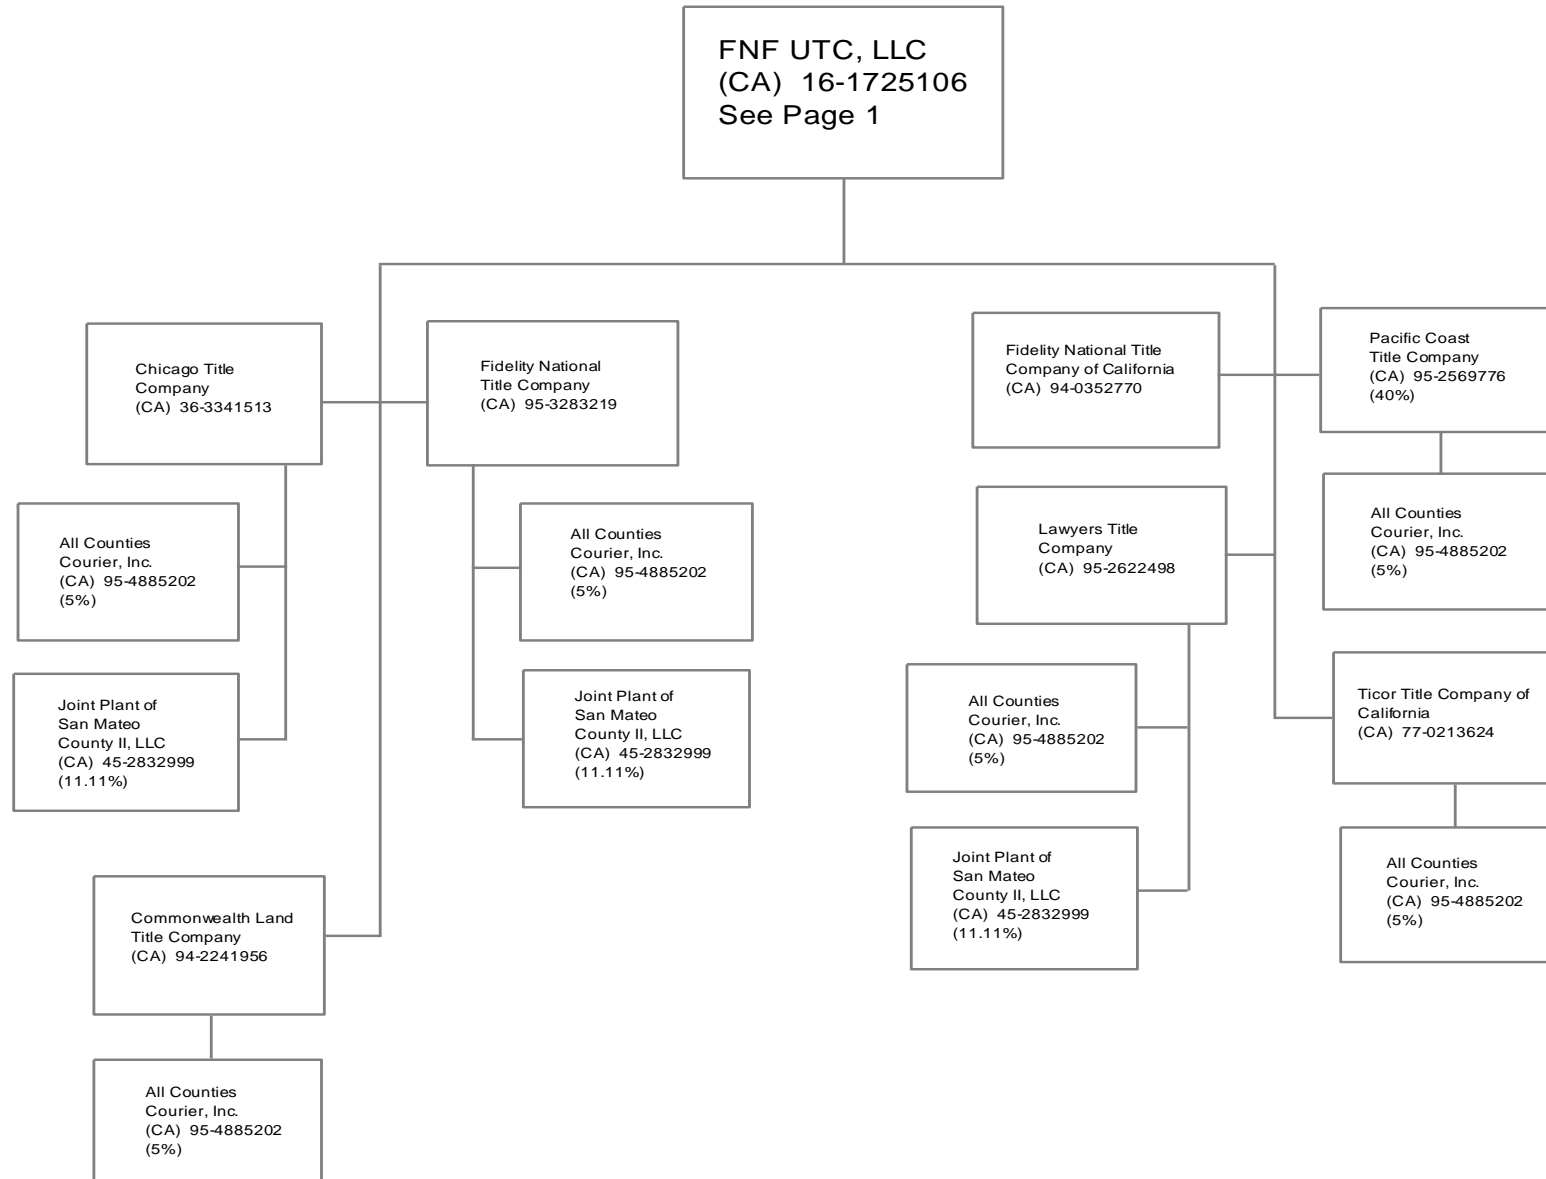 FNF UTC, LLC
(CA) 16-1725106
See Page 1
Chicago Title
Company
(CA) 36-3341513
Fidelity National
Title Company
(CA) 95-3283219
Fidelity National Title
Company of California
(CA) 94-0352770
Pacific Coast
Title Company
(CA) 95-2569776
(40%)
All Counties
Courier, Inc.
(CA) 95-4885202
(5%)
All Counties
Courier, Inc.
(CA) 95-4885202
(5%)
Lawyers Title
Company
(CA) 95-2622498
All Counties
Courier, Inc.
(CA) 95-4885202
(5%)
Joint Plant of
San Mateo
County II, LLC
(CA) 45-2832999
(11.11%)
Joint Plant of
San Mateo
County II, LLC
(CA) 45-2832999
(11.11%)
All Counties
Courier, Inc.
(CA) 95-4885202
(5%)
Ticor Title Company of
California
(CA) 77-0213624
Joint Plant of
San Mateo
County II, LLC
(CA) 45-2832999
(11.11%)
All Counties
Courier, Inc.
(CA) 95-4885202
(5%)
Commonwealth Land
Title Company
(CA) 94-2241956
All Counties
Courier, Inc.
(CA) 95-4885202
(5%)